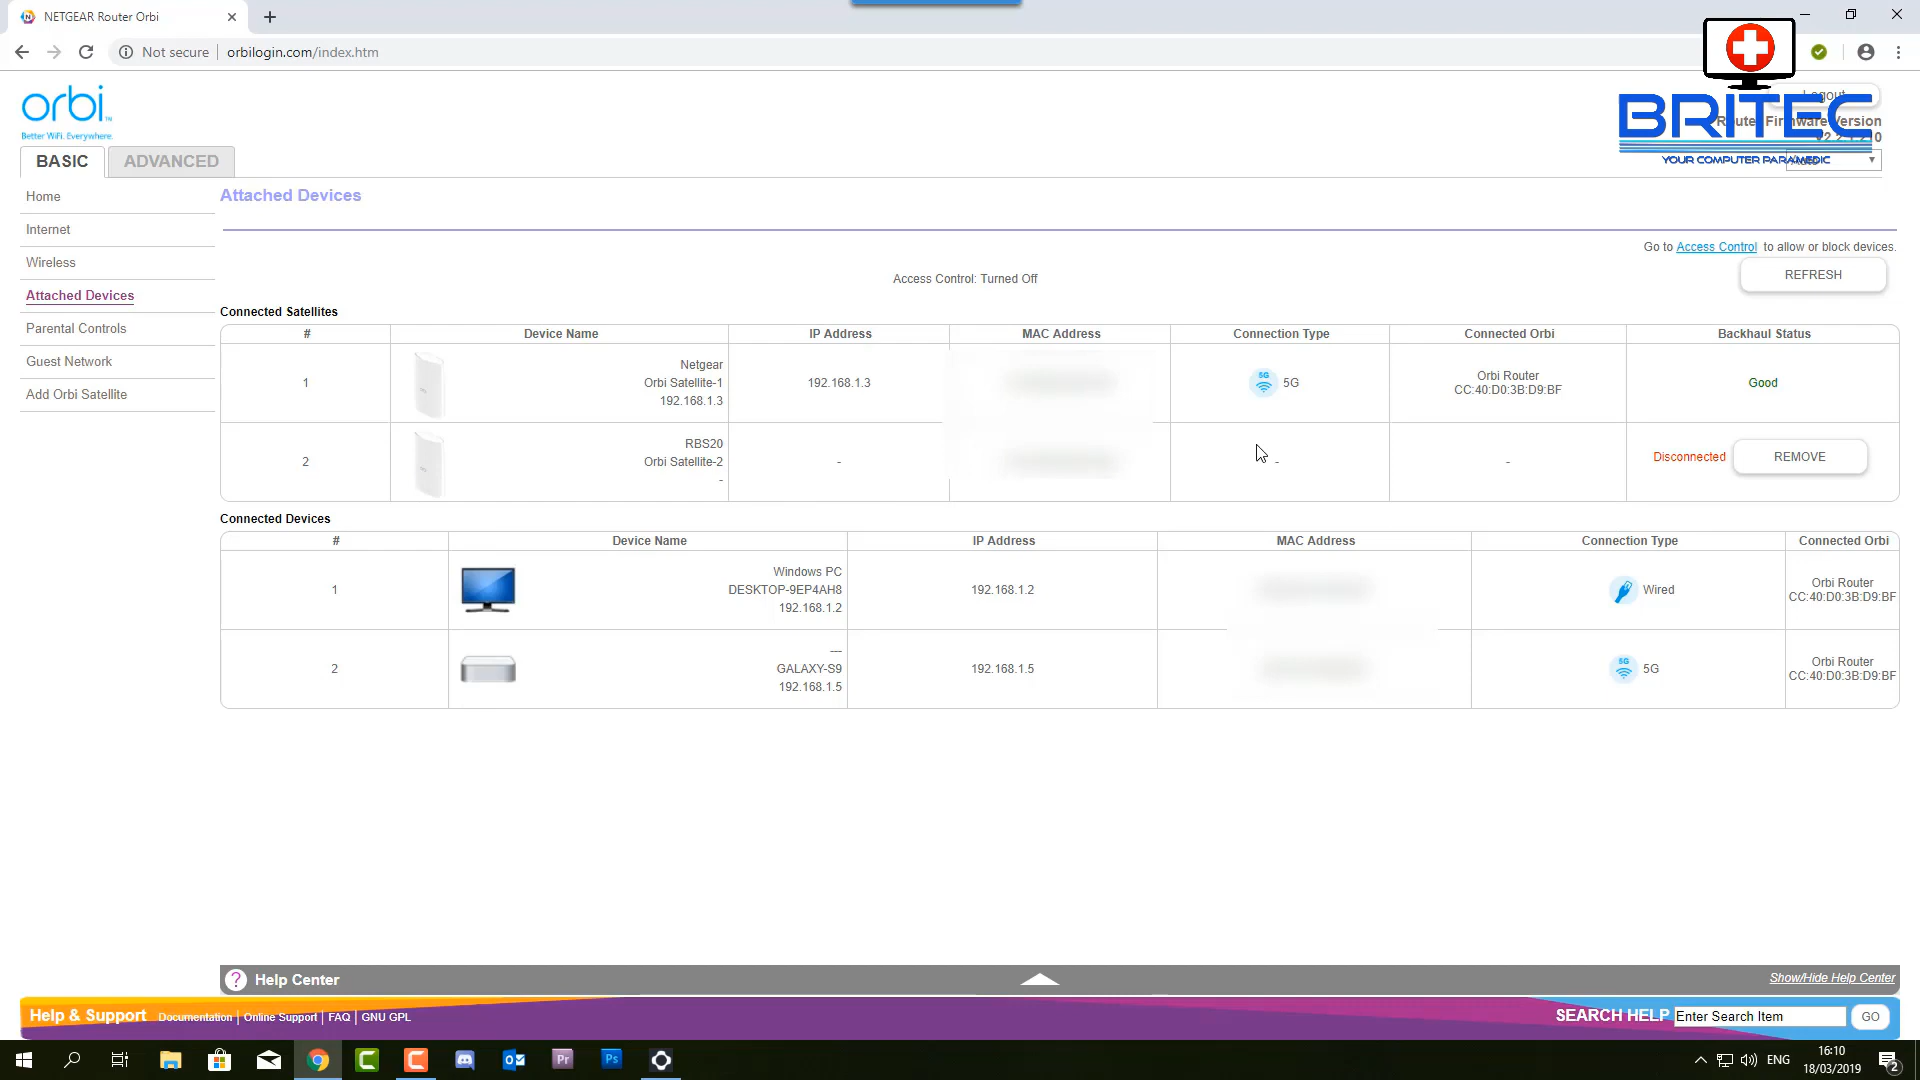 NETGEAR Router Orbi
Not secure
orbilogin.com/index.htm
orbi
Better WiFi. Everywhere.
Logout
Router Firmware Version
BRITEC
YOUR COMPUTER PARAMEDIC
BASIC
ADVANCED
Home
Internet
Wireless
Attached Devices
Parental Controls
Guest Network
Add Orbi Satellite
Attached Devices
Go to Access Control to allow or block devices.
Access Control: Turned Off
REFRESH
Connected Satellites
# Device Name IP Address MAC Address Connection Type Connected Orbi Backhaul Status
Netgear
1 Orbi Satellite-1 192.168.1.3 5G 5G Orbi Router Good
192.168.1.3 CC:40:D0:3B:D9:BF
RBS20
2 Orbi Satellite-2 - - - Disconnected REMOVE
-
Connected Devices
# Device Name IP Address MAC Address Connection Type Connected Orbi
Windows PC
1 DESKTOP-9EP4AH8 192.168.1.2 Wired Orbi Router
192.168.1.2 CC:40:D0:3B:D9:BF
---
2 GALAXY-S9 192.168.1.5 5G 5G Orbi Router
192.168.1.5 CC:40:D0:3B:D9:BF
? Help Center
Show/Hide Help Center
Help & Support Documentation | Online Support | FAQ | GNU GPL
SEARCH HELP Enter Search Item GO
Pr
Ps
ENG
16:10
18/03/2019
2